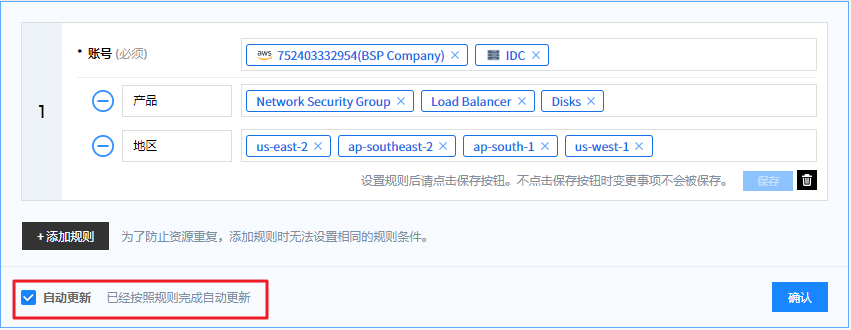 * 账号 (必须) aws 752403332954(BSP Company) × IDC ×
1
产品 Network Security Group × Load Balancer × Disks ×
地区 us-east-2 × ap-southeast-2 × ap-south-1 × us-west-1 ×
设置规则后请点击保存按钮。不点击保存按钮时变更事项不会被保存。 保存
+ 添加规则 为了防止资源重复，添加规则时无法设置相同的规则条件。
自动更新 已经按照规则完成自动更新 确认